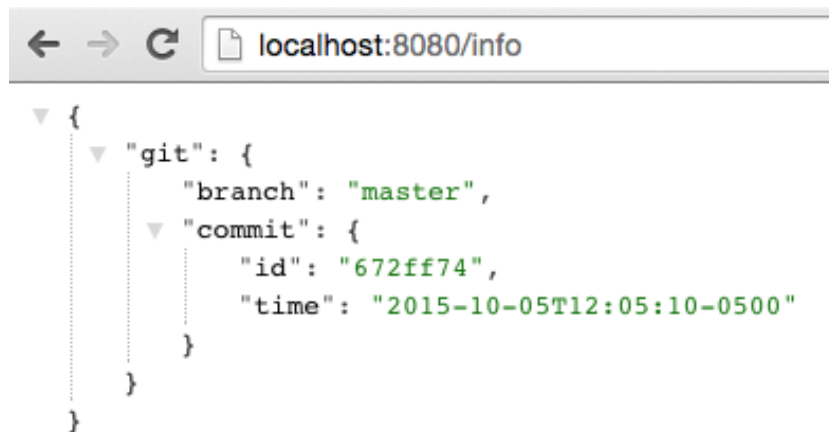 localhost:8080/info
{
"git": {
"branch": "master",
"commit": {
"id": "672ff74",
"time": "2015-10-05T12:05:10-0500"
}
}
}